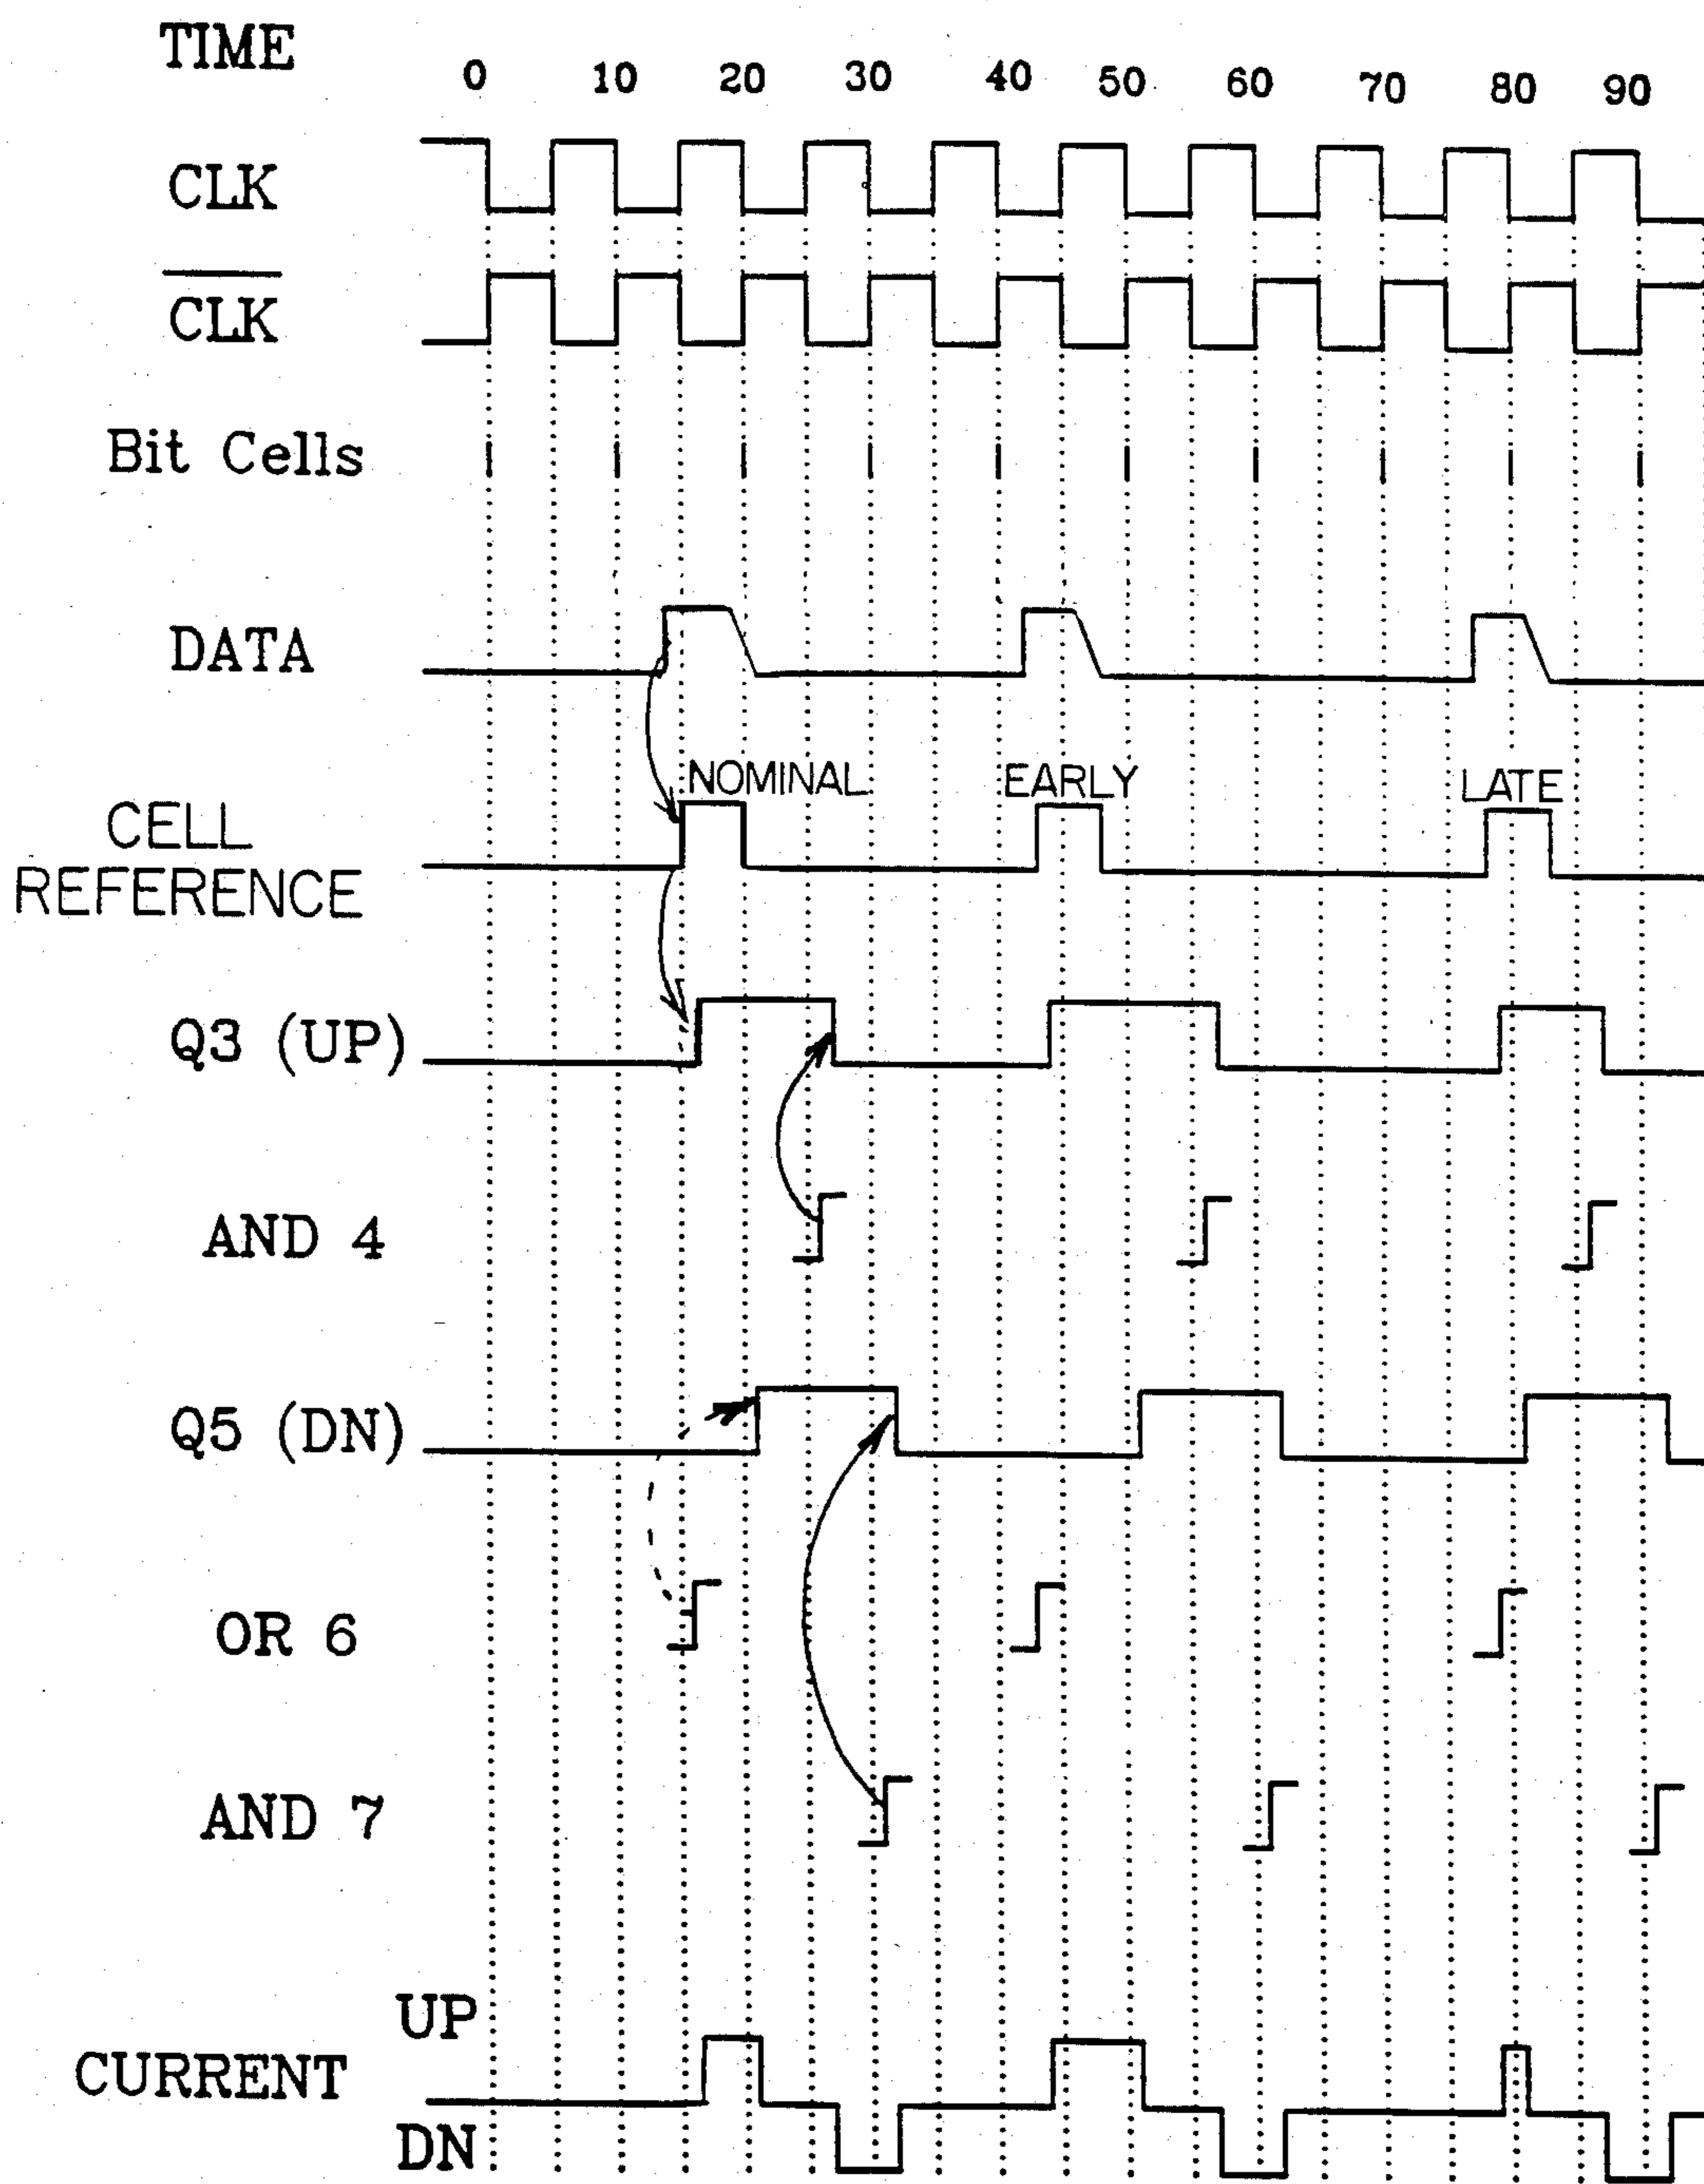 TIME
0 10 20 30 40 50 60 70 80 90
CLK
CLK
Bit Cells
DATA
NOMINAL EARLY LATE
CELL
REFERENCE
Q3 (UP)
AND 4
Q5 (DN)
OR 6
AND 7
UP
CURRENT
DN